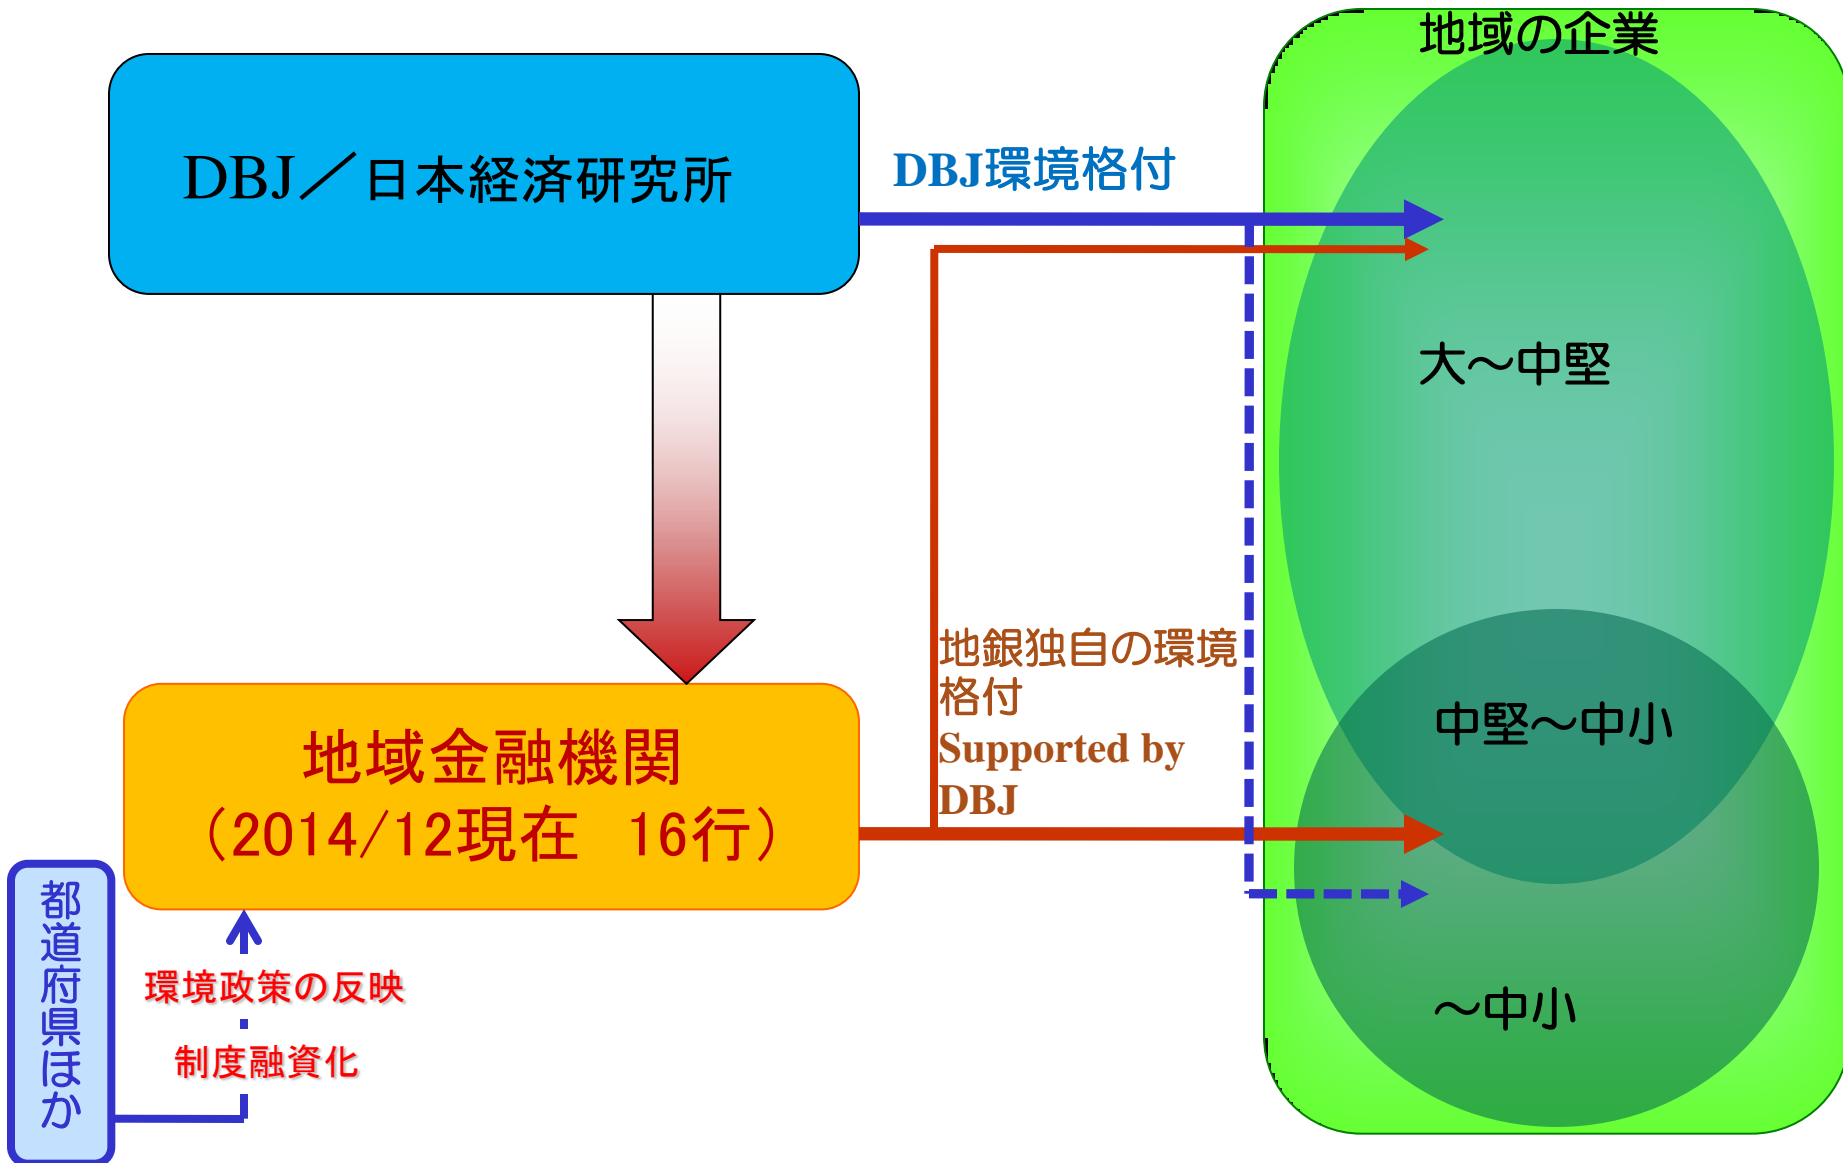 地域の企業
DBJ／日本経済研究所
DBJ環境格付
大～中堅
地銀独自の環境
格付
Supported by
DBJ
中堅～中小
地域金融機関
（2014/12現在　16行）
都道府県ほか
環境政策の反映
制度融資化
～中小